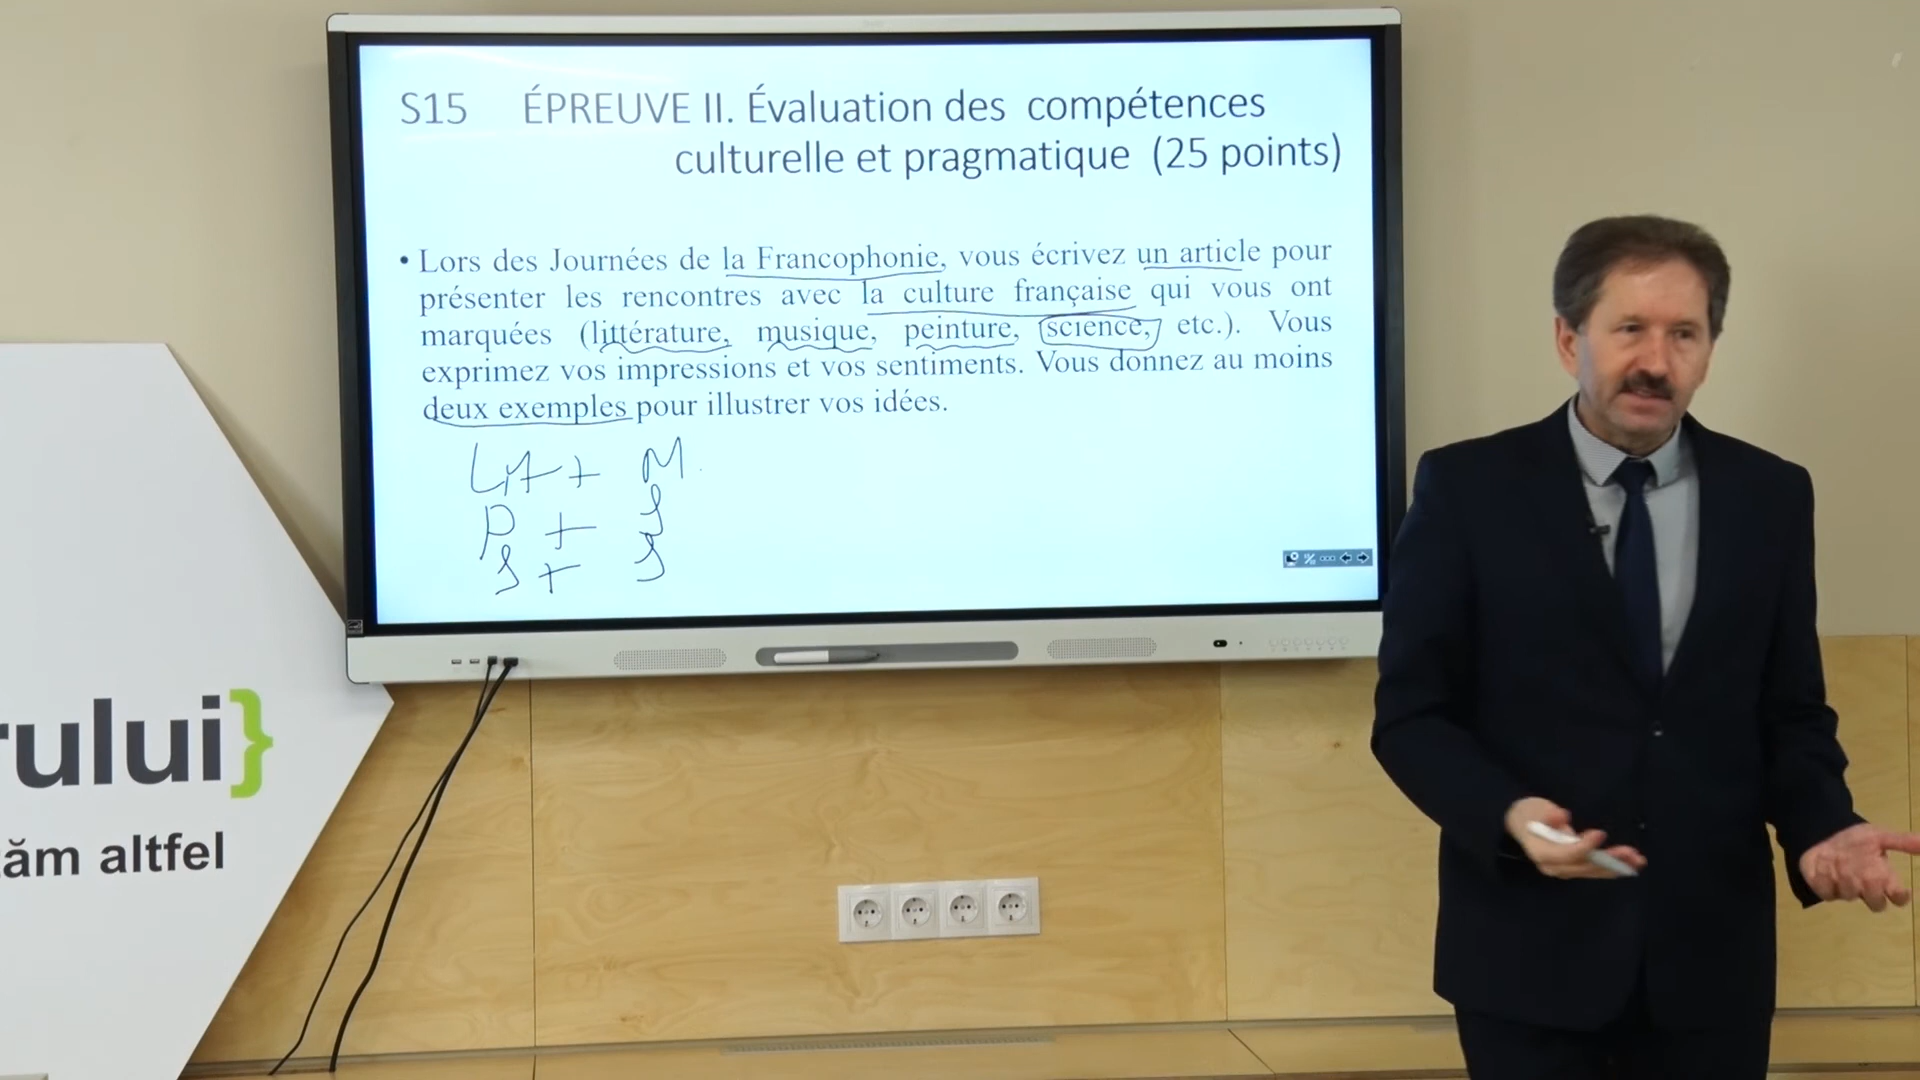 S15 ÉPREUVE II. Évaluation des compétences
culturelle et pragmatique (25 points)
• Lors des Journées de la Francophonie, vous écrivez un article pour
présenter les rencontres avec la culture française qui vous ont
marquées (littérature, musique, peinture, science, etc.). Vous
exprimez vos impressions et vos sentiments. Vous donnez au moins
deux exemples pour illustrer vos idées.
Lit + M
P + S
S + S
rului}
ăm altfel